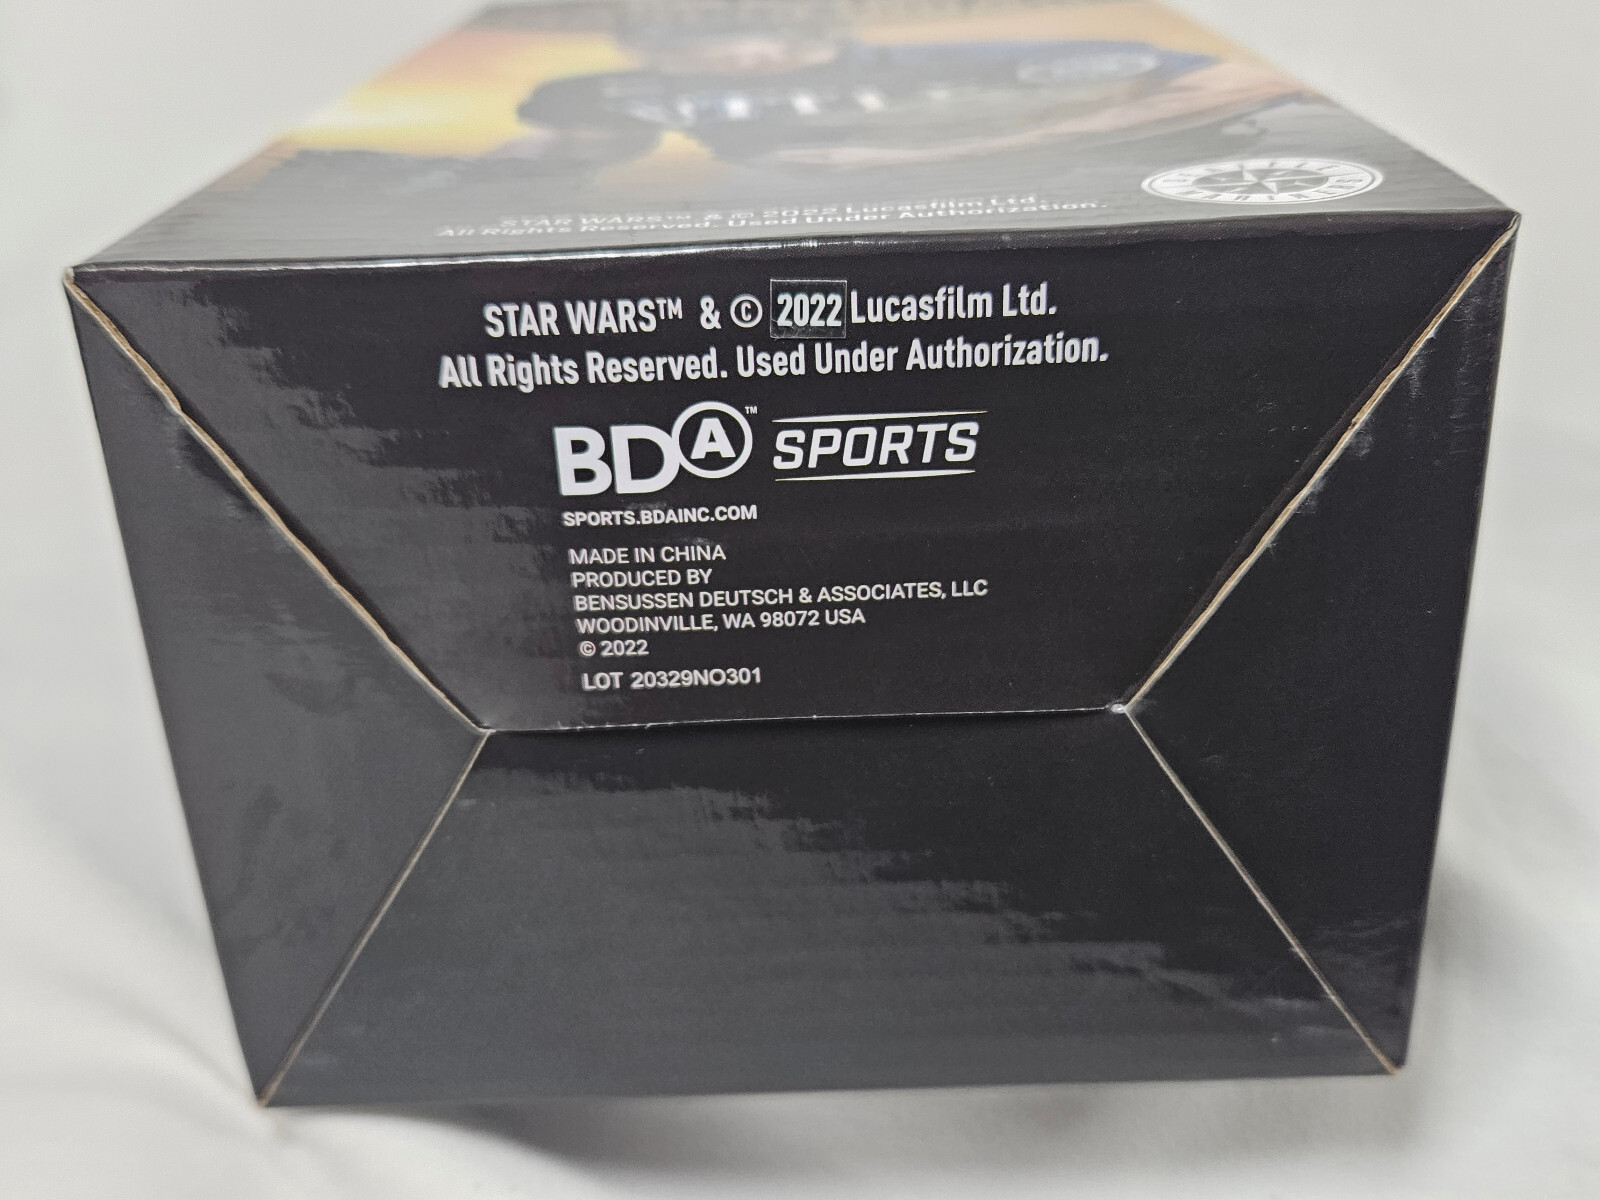 STAR WARS™ & © 2022 Lucasfilm Ltd.
All Rights Reserved. Used Under Authorization.
STAR WARS™ & © 2022 Lucasfilm Ltd.
All Rights Reserved. Used Under Authorization.
BDA™ SPORTS
SPORTS.BDAINC.COM
MADE IN CHINA
PRODUCED BY
BENSUSSEN DEUTSCH & ASSOCIATES, LLC
WOODINVILLE, WA 98072 USA
© 2022
LOT 20329NO301